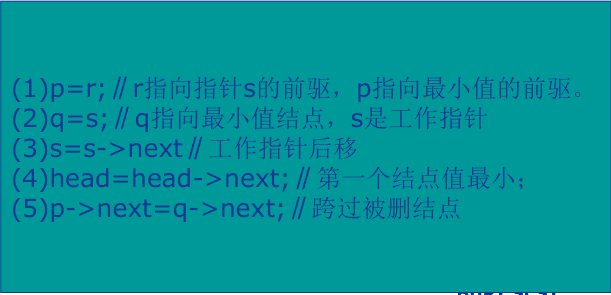 (1)p=r;∥r指向指针s的前驱，p指向最小值的前驱。
(2)q=s;∥q指向最小值结点，s是工作指针
(3)s=s->next∥工作指针后移
(4)head=head->next;∥第一个结点值最小；
(5)p->next=q->next;∥跨过被删结点